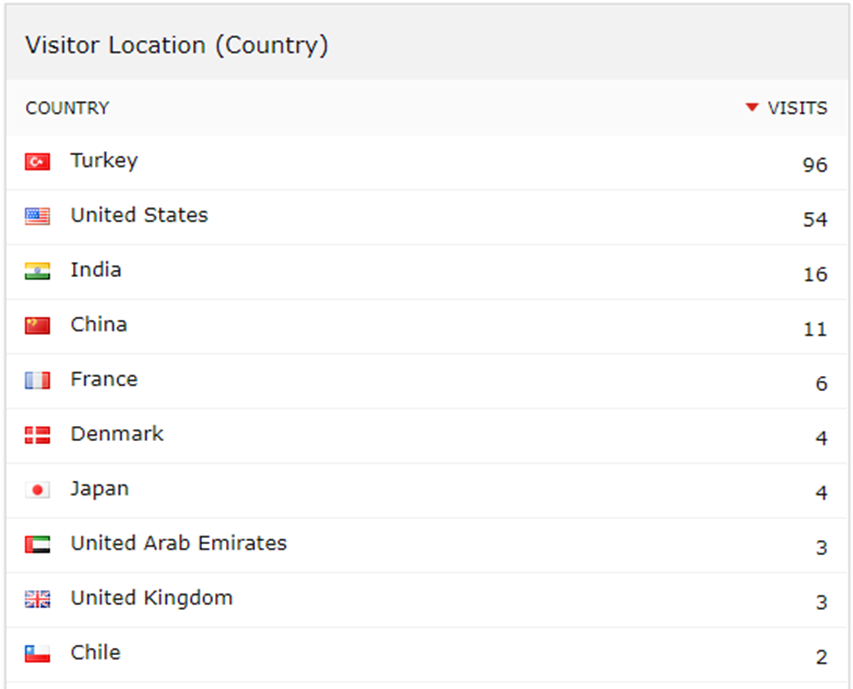 Visitor Location (Country)
COUNTRY VISITS
Turkey 96
United States 54
India 16
China 11
France 6
Denmark 4
Japan 4
United Arab Emirates 3
United Kingdom 3
Chile 2